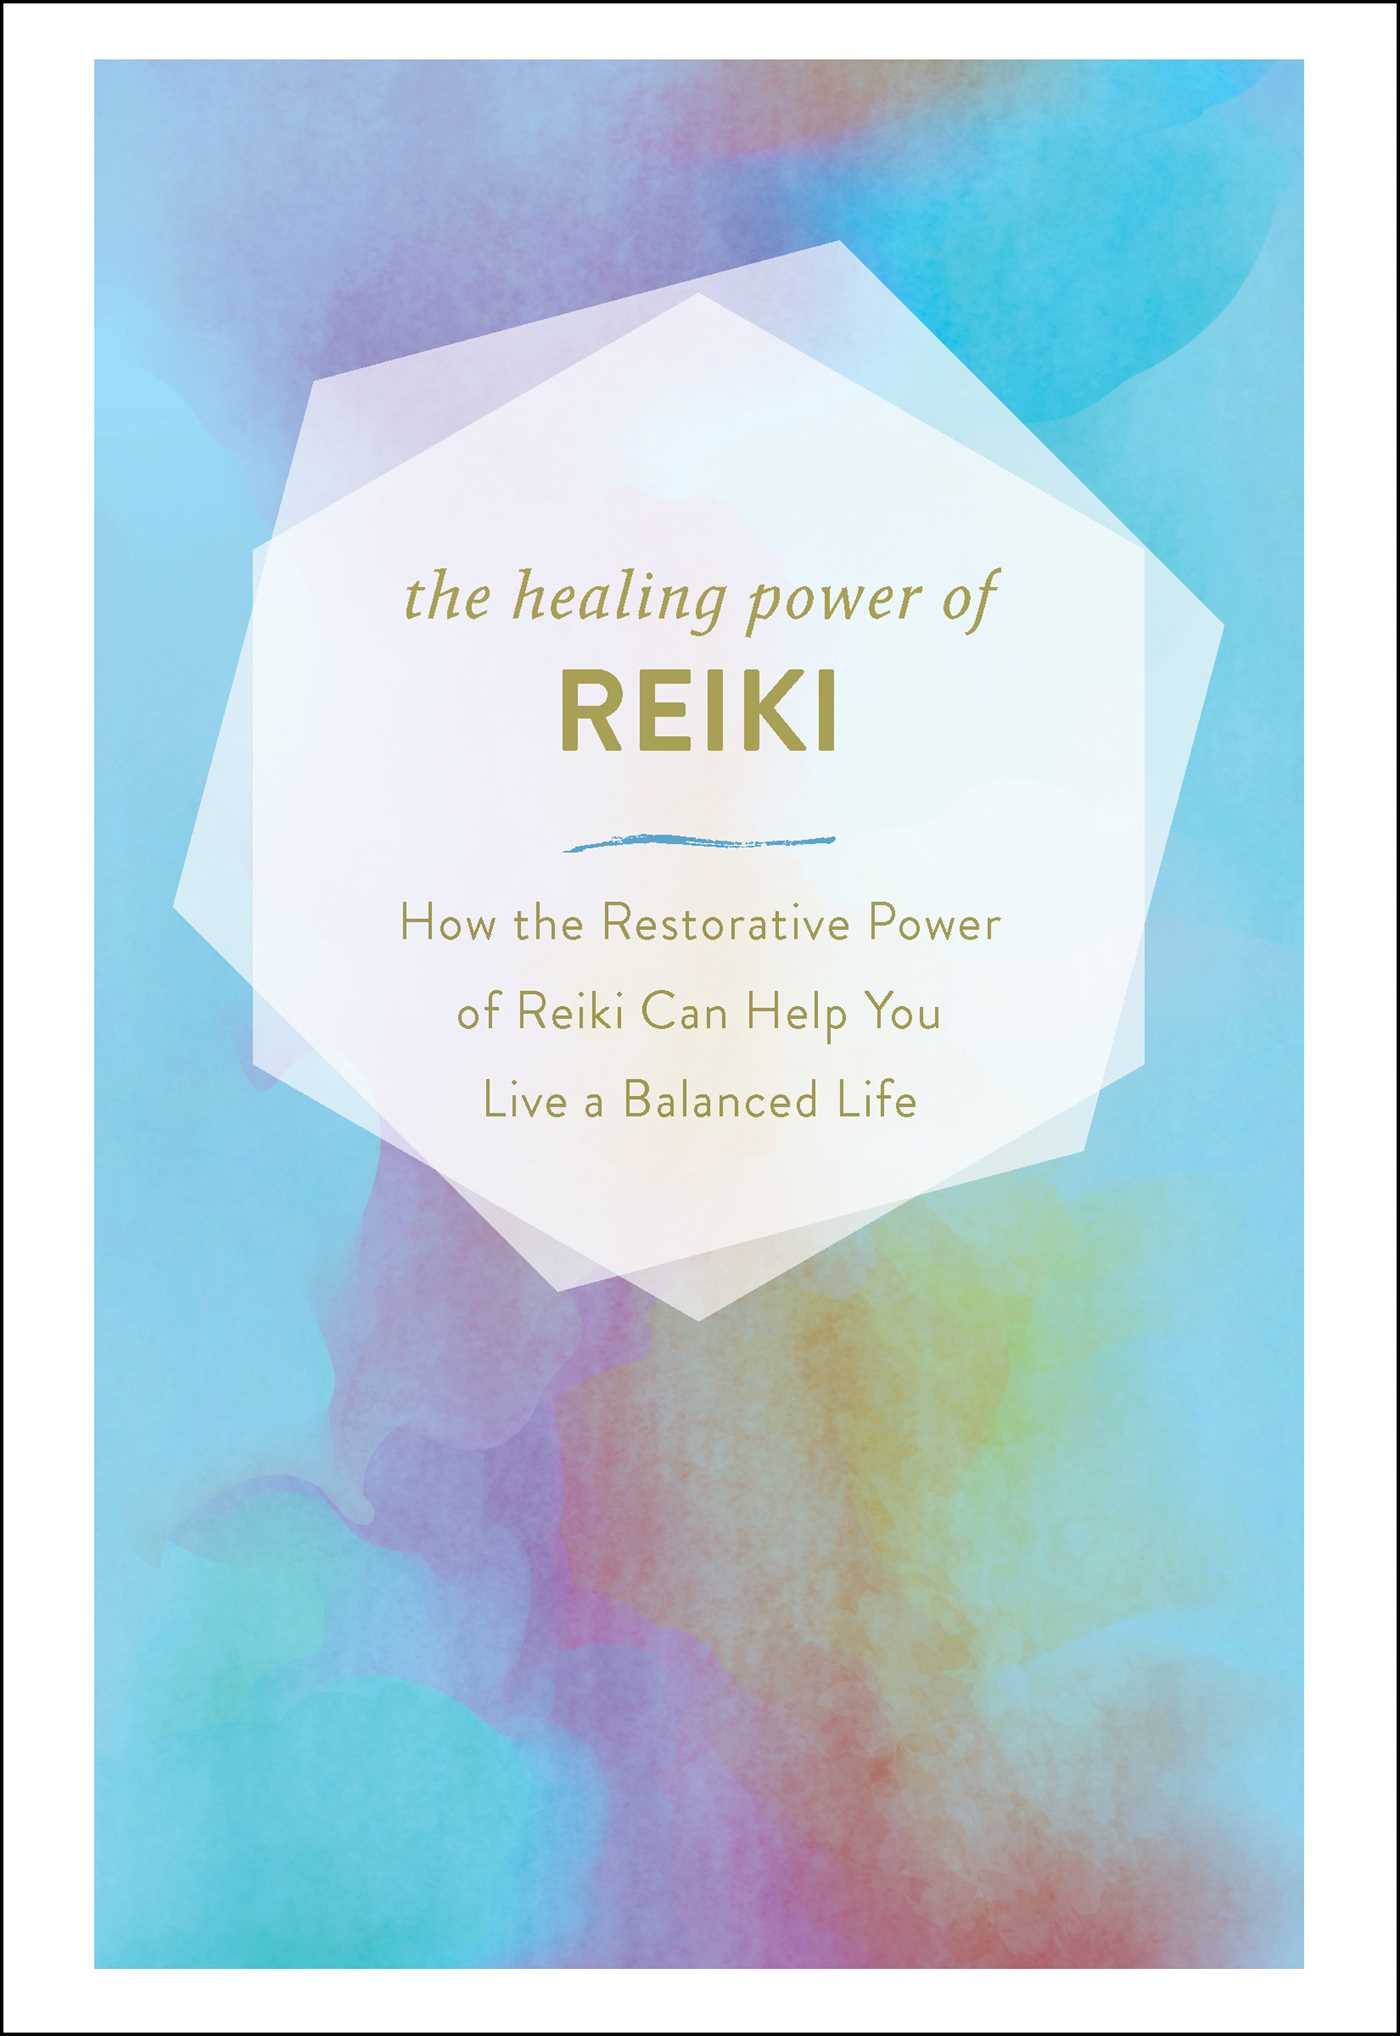 the healing power of
REIKI
How the Restorative Power
of Reiki Can Help You
Live a Balanced Life